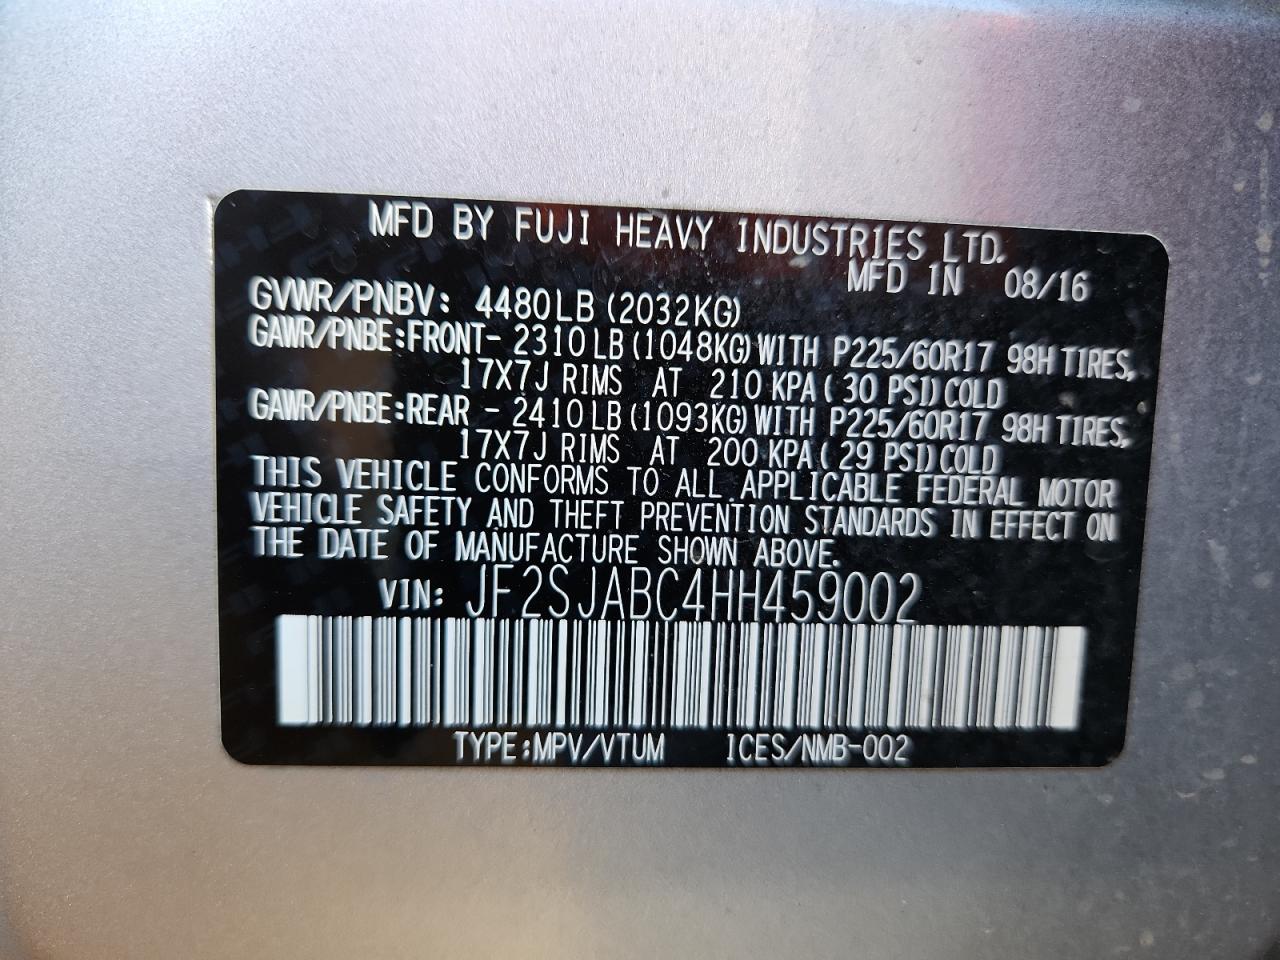 MFD BY FUJI HEAVY INDUSTRIES LTD.
MFD IN 08/16
GVWR/PNBV: 4480LB (2032KG)
GAWR/PNBE:FRONT- 2310LB (1048KG) WITH P225/60R17 98H TIRES,
17X7J RIMS AT 210 KPA( 30 PSI)COLD
GAWR/PNBE:REAR - 2410LB (1093KG) WITH P225/60R17 98H TIRES,
17X7J RIMS AT 200 KPA( 29 PSI)COLD
THIS VEHICLE CONFORMS TO ALL APPLICABLE FEDERAL MOTOR
VEHICLE SAFETY AND THEFT PREVENTION STANDARDS IN EFFECT ON
THE DATE OF MANUFACTURE SHOWN ABOVE.
VIN: JF2SJABC4HH459002
TYPE:MPV/VTUM ICES/NMB-002